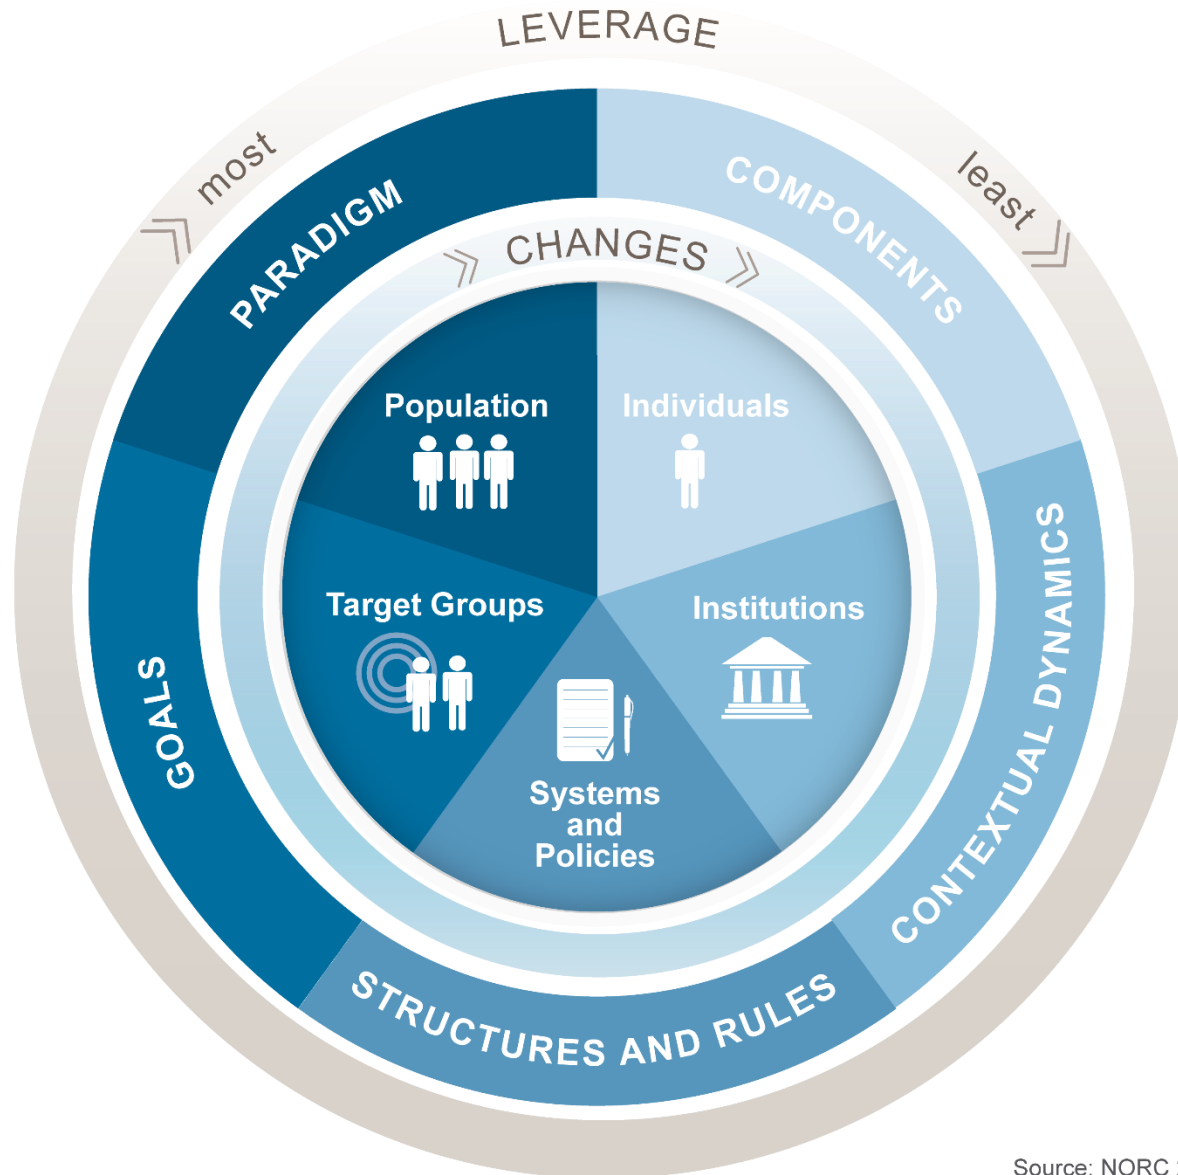 LEVERAGE
most
least
PARADIGM
COMPONENTS
CHANGES
Population
Individuals
Target Groups
Institutions
Systems
and
Policies
GOALS
CONTEXTUAL DYNAMICS
STRUCTURES AND RULES
Source: NORC